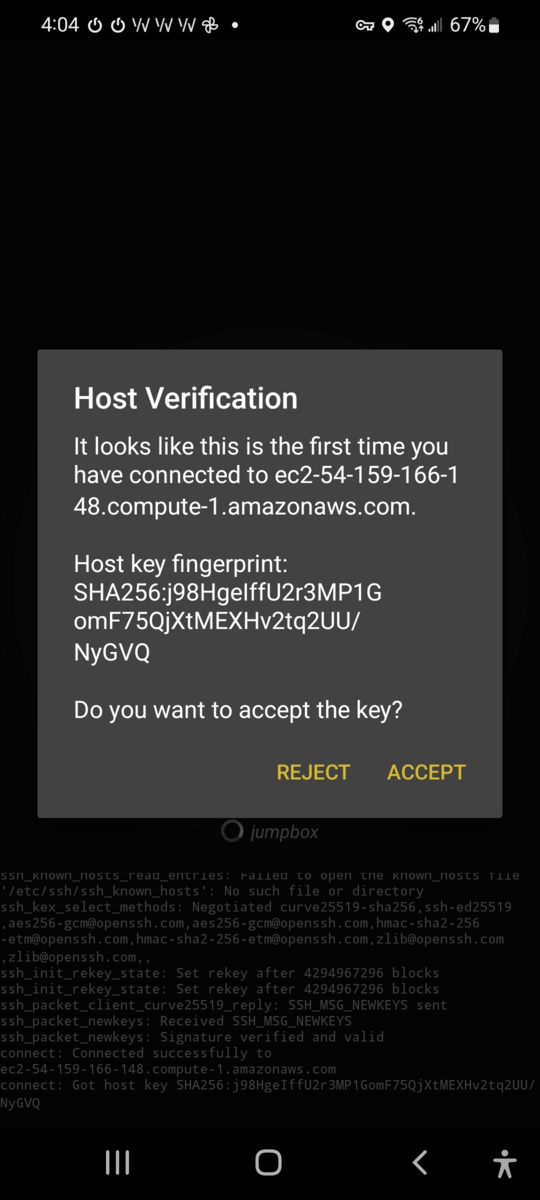 4:04
67%
Host Verification
It looks like this is the first time you
have connected to ec2-54-159-166-1
48.compute-1.amazonaws.com.
Host key fingerprint:
SHA256:j98HgeIffU2r3MP1G
omF75QjXtMEXHv2tq2UU/
NyGVQ
Do you want to accept the key?
REJECT ACCEPT
jumpbox
ssh_known_hosts_read_entries: Failed to open the known_hosts file
'/etc/ssh/ssh_known_hosts': No such file or directory
ssh_kex_select_methods: Negotiated curve25519-sha256,ssh-ed25519
,aes256-gcm@openssh.com,aes256-gcm@openssh.com,hmac-sha2-256
-etm@openssh.com,hmac-sha2-256-etm@openssh.com,zlib@openssh.com
,zlib@openssh.com,,
ssh_init_rekey_state: Set rekey after 4294967296 blocks
ssh_init_rekey_state: Set rekey after 4294967296 blocks
ssh_packet_client_curve25519_reply: SSH_MSG_NEWKEYS sent
ssh_packet_newkeys: Received SSH_MSG_NEWKEYS
ssh_packet_newkeys: Signature verified and valid
connect: Connected successfully to
ec2-54-159-166-148.compute-1.amazonaws.com
connect: Got host key SHA256:j98HgeIffU2r3MP1GomF75QjXtMEXHv2tq2UU/
NyGVQ